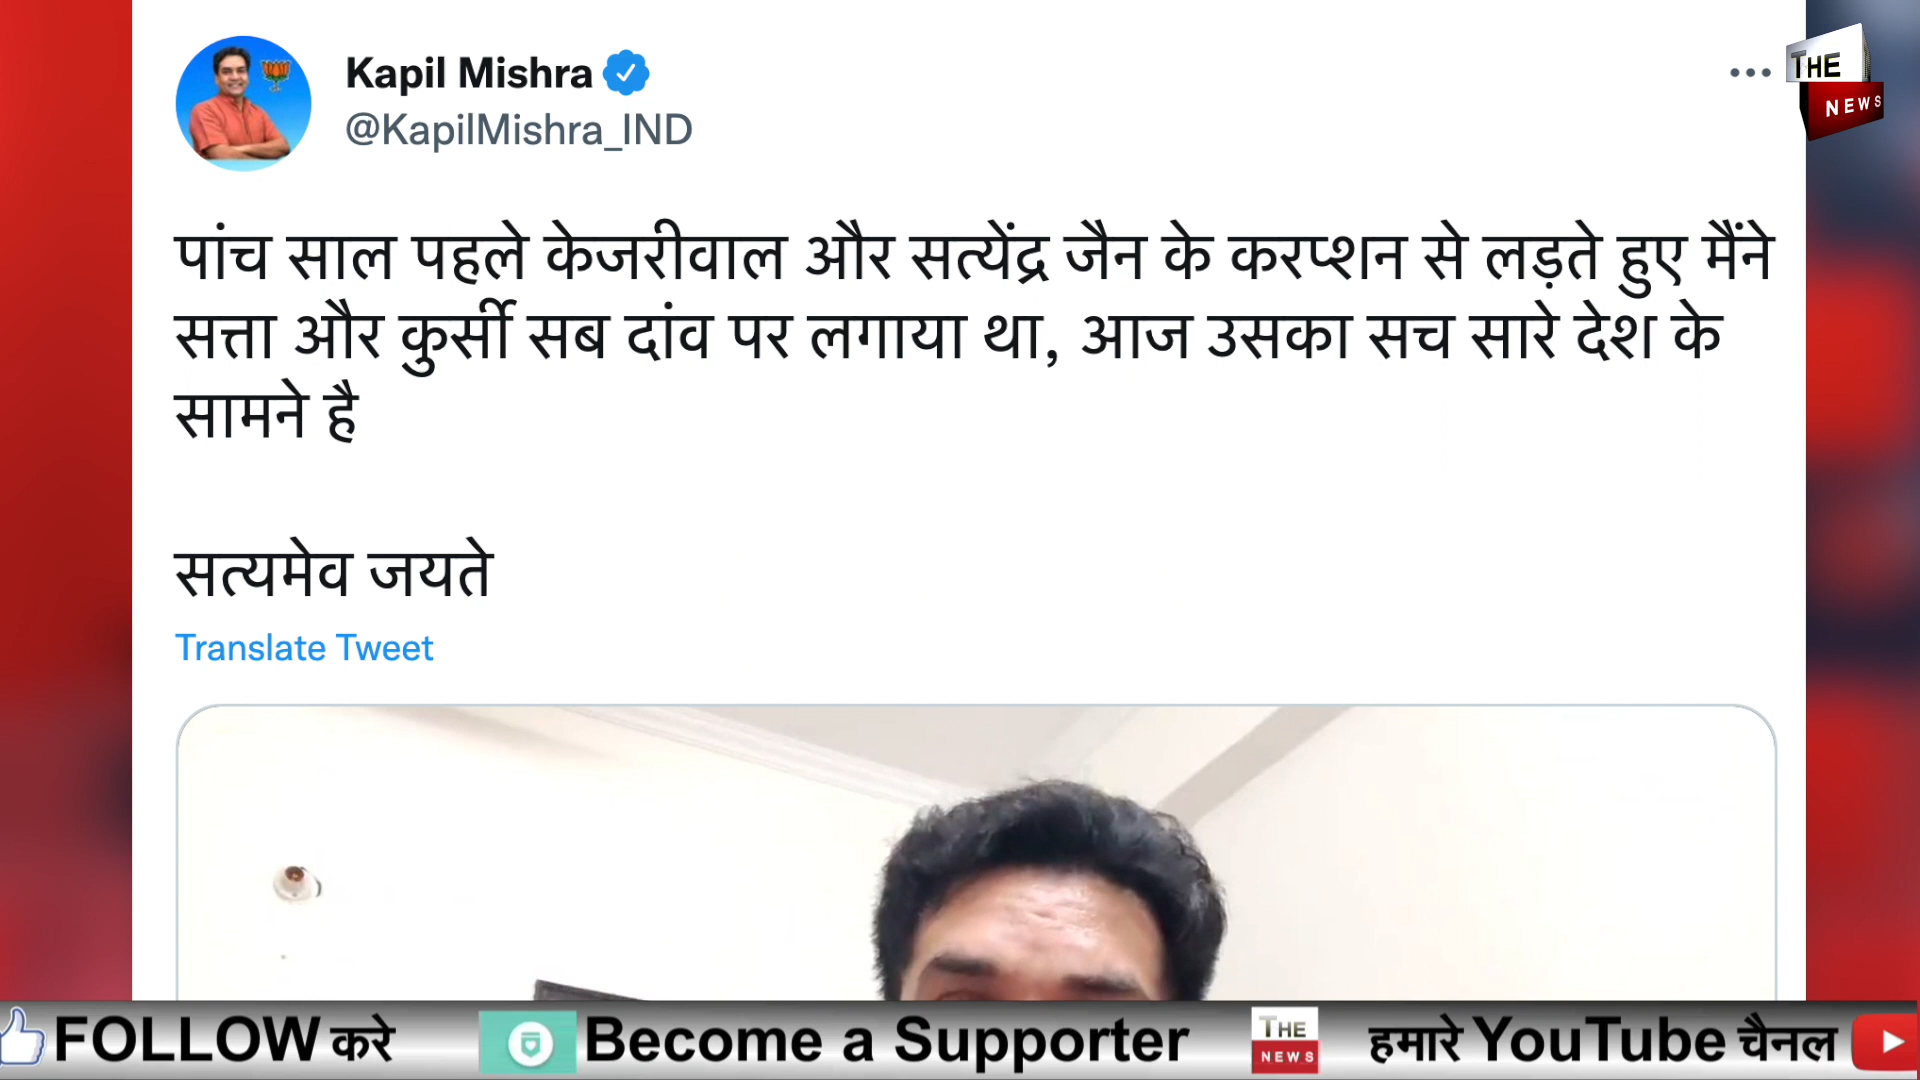 Kapil Mishra
@KapilMishra_IND
THE
NEWS
पांच साल पहले केजरीवाल और सत्येंद्र जैन के करप्शन से लड़ते हुए मैंने
सत्ता और कुर्सी सब दांव पर लगाया था, आज उसका सच सारे देश के
सामने है
सत्यमेव जयते
Translate Tweet
FOLLOW करे Become a Supporter THE NEWS हमारे YouTube चैनल